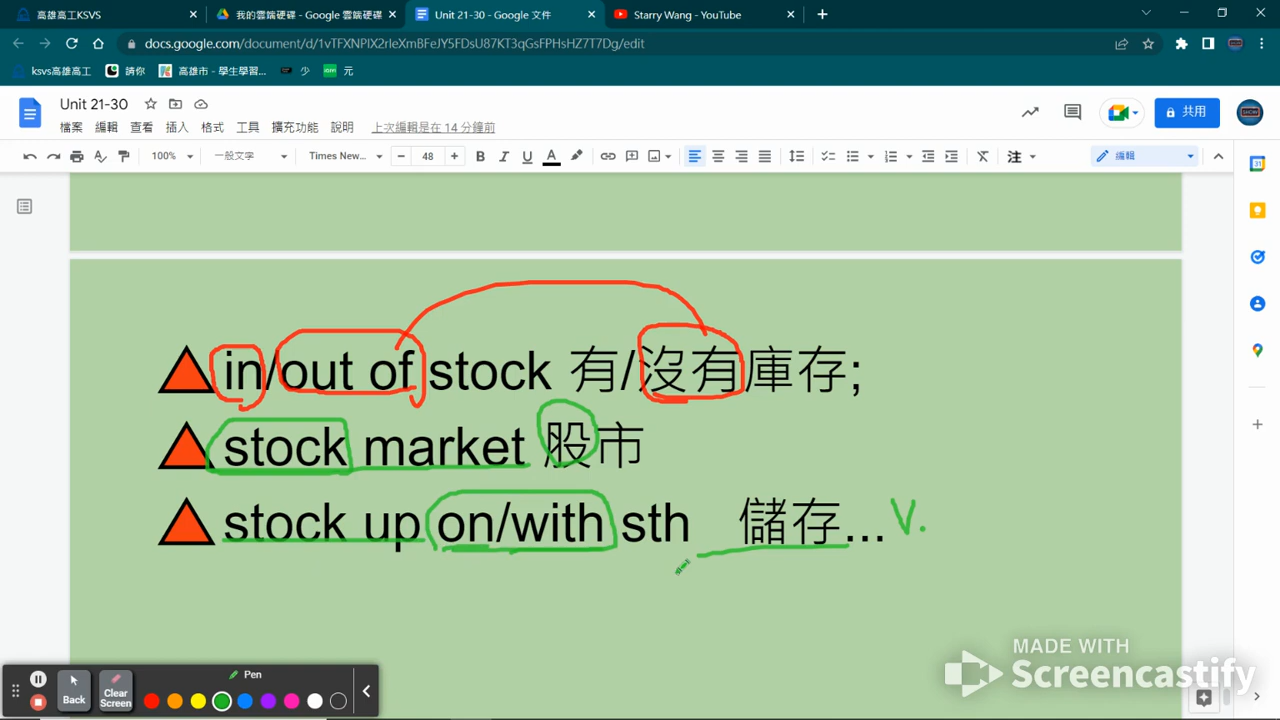 高雄高工KSVS
我的雲端硬碟 - Google 雲端硬碟
Unit 21-30 - Google 文件
Starry Wang - YouTube
docs.google.com/document/d/1vTFXNPlX2rIeXmBFeJY5FDsU87KT3qGsFPHsHZ7T7Dg/edit
ksvs高雄高工
請你
高雄市 - 學生學習...
少
元
Unit 21-30
檔案 編輯 查看 插入 格式 工具 擴充功能 說明 上次編輯是在 14 分鐘前
共用
100% 一般文字 Times New... - 48 + B I U A 注 編輯
in/out of stock 有/沒有庫存;
stock market 股市
stock up on/with sth 儲存... V.
MADE WITH
Screencastify
Pen
Back
Clear Screen